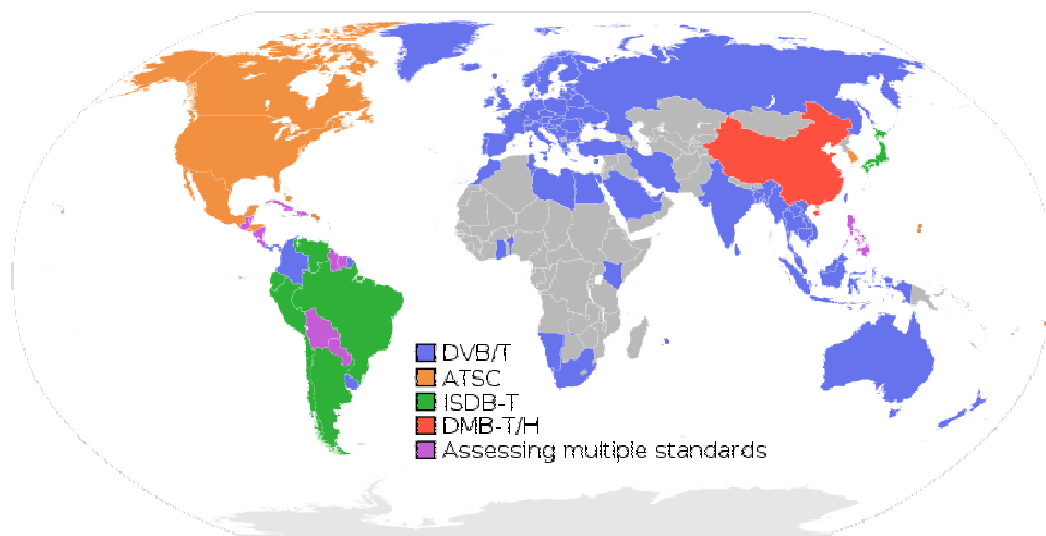 DVB/T
ATSC
ISDB-T
DMB-T/H
Assessing multiple standards